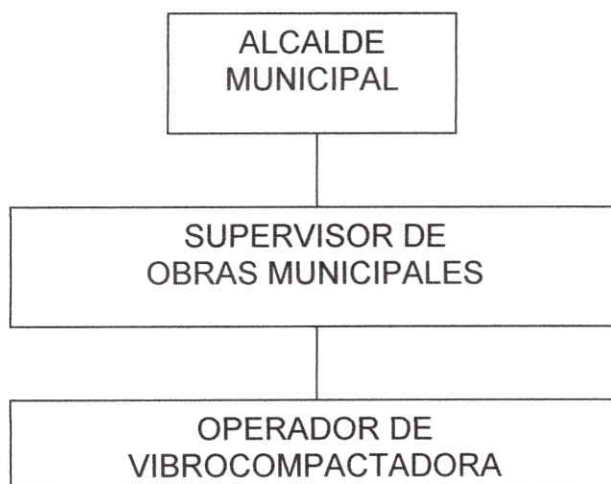 ALCALDE
MUNICIPAL
SUPERVISOR DE
OBRAS MUNICIPALES
OPERADOR DE
VIBROCOMPACTADORA